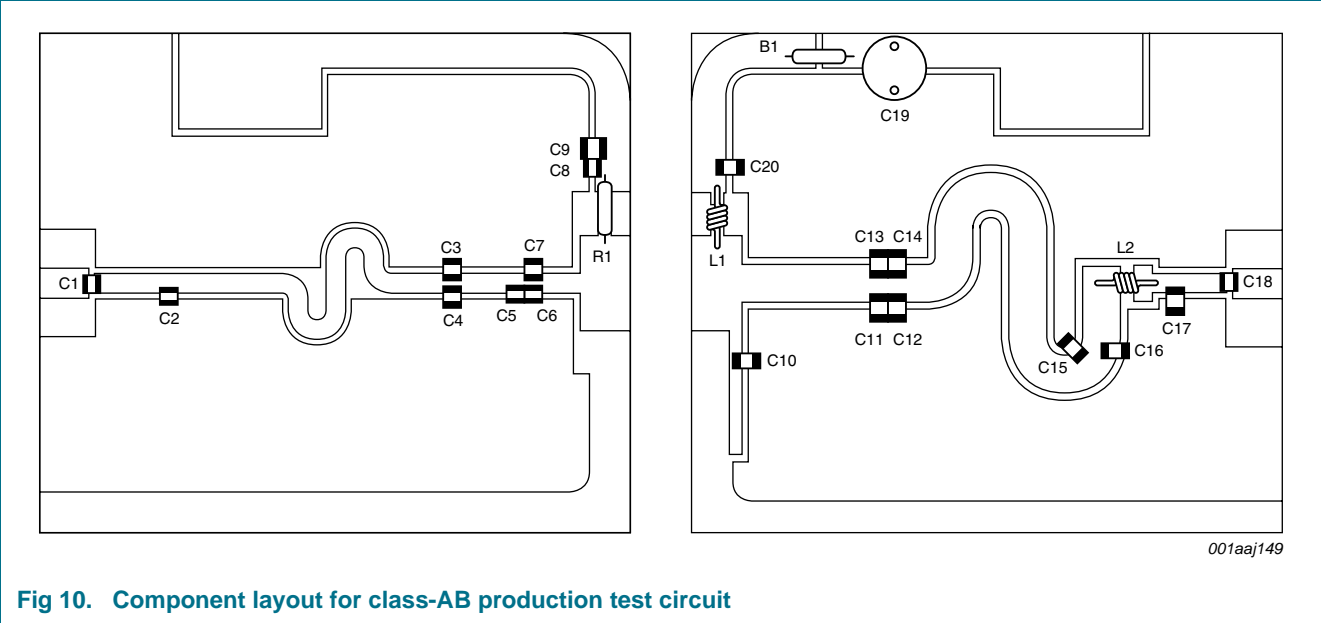 B1
C19
C9
C8
C20
R1
L1
C3
C7
C13 C14
L2
C1
C18
C2
C4
C5 C6
C11 C12
C17
C10
C15
C16
001aaj149
Fig 10. Component layout for class-AB production test circuit